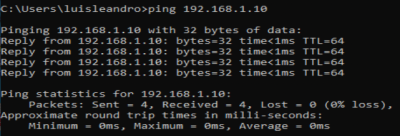 C:\Users\luisleandro>ping 192.168.1.10
Pinging 192.168.1.10 with 32 bytes of data:
Reply from 192.168.1.10: bytes=32 time<1ms TTL=64
Reply from 192.168.1.10: bytes=32 time<1ms TTL=64
Reply from 192.168.1.10: bytes=32 time<1ms TTL=64
Reply from 192.168.1.10: bytes=32 time<1ms TTL=64
Ping statistics for 192.168.1.10:
Packets: Sent = 4, Received = 4, Lost = 0 (0% loss),
Approximate round trip times in milli-seconds:
Minimum = 0ms, Maximum = 0ms, Average = 0ms